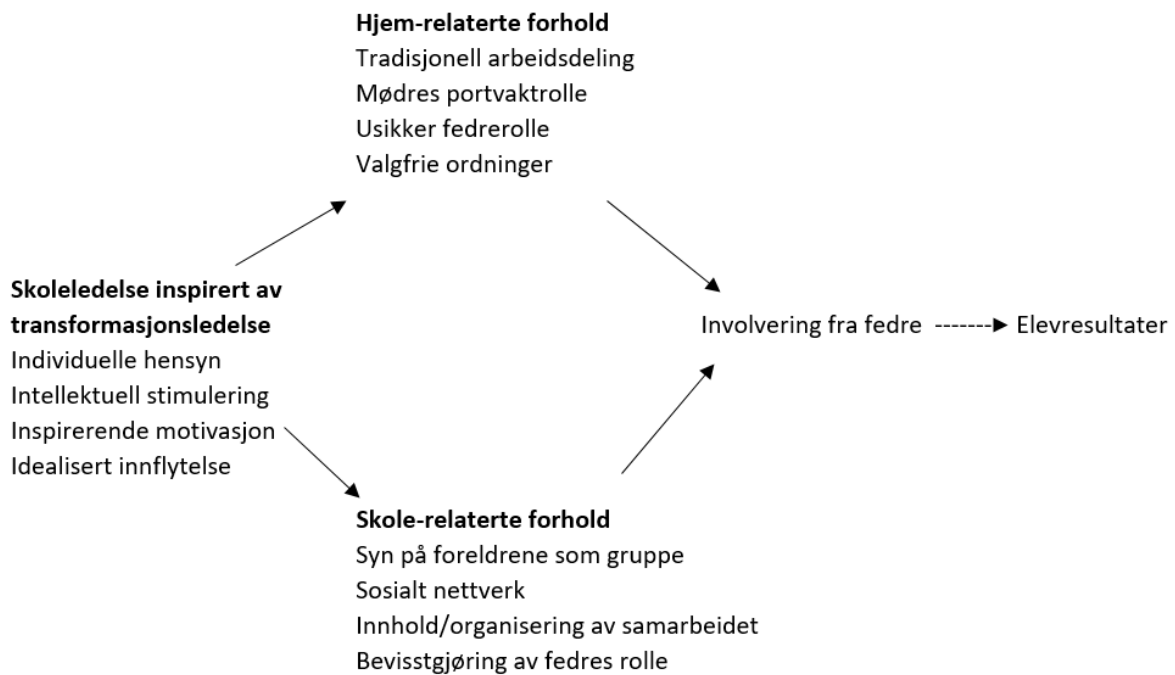 Hjem-relaterte forhold
Tradisjonell arbeidsdeling
Mødres portvaktrolle
Usikker fedrerolle
Valgfrie ordninger
Skoleledelse inspirert av
transformasjonsledelse
Individuelle hensyn
Intellektuell stimulering
Inspirerende motivasjon
Idealisert innflytelse
Involvering fra fedre
Elevresultater
Skole-relaterte forhold
Syn på foreldrene som gruppe
Sosialt nettverk
Innhold/organisering av samarbeidet
Bevisstgjøring av fedres rolle